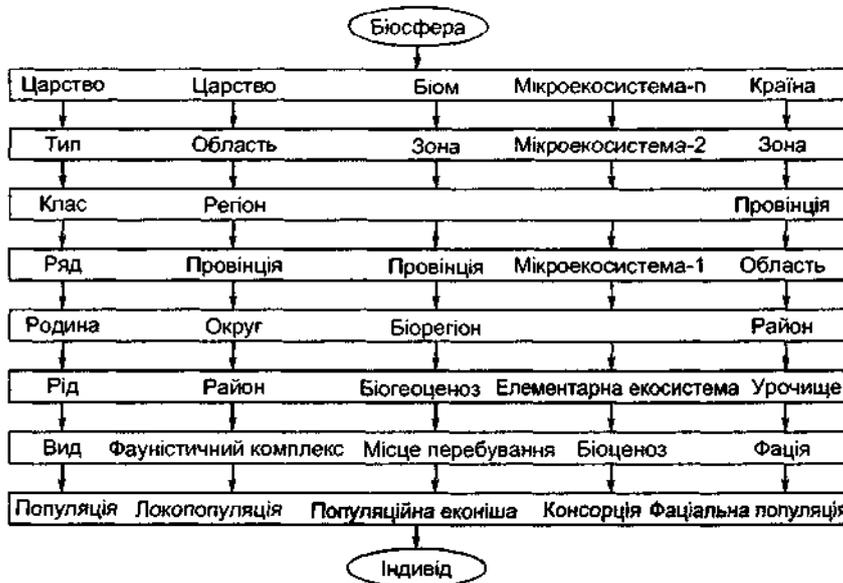 Біосфера
Царство Царство Біом Мікроекосистема-n Країна
Тип Область Зона Мікроекосистема-2 Зона
Клас Регіон Провінція
Ряд Провінція Провінція Мікроекосистема-1 Область
Родина Округ Біорегіон Район
Рід Район Біогеоценоз Елементарна екосистема Урочище
Вид Фауністичний комплекс Місце перебування Біоценоз Фація
Популяція Локопопуляція Популяційна еконіша Консорція Фаціальна популяція
Індивід